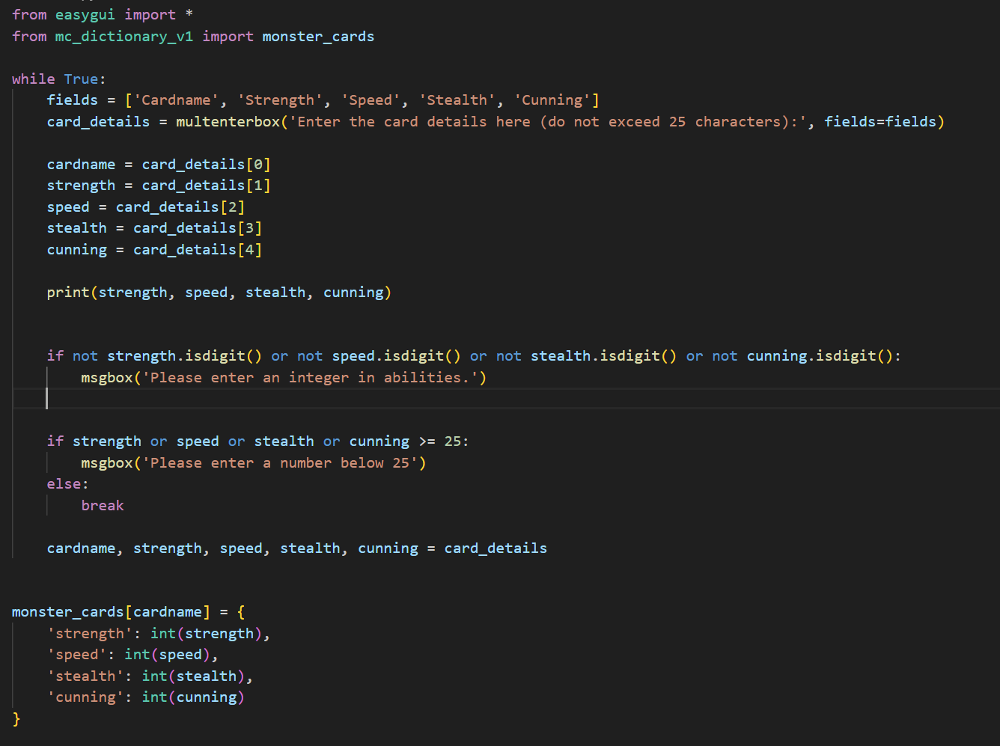 from easygui import *
from mc_dictionary_v1 import monster_cards
while True:
    fields = ['Cardname', 'Strength', 'Speed', 'Stealth', 'Cunning']
    card_details = multenterbox('Enter the card details here (do not exceed 25 characters):', fields=fields)
    cardname = card_details[0]
    strength = card_details[1]
    speed = card_details[2]
    stealth = card_details[3]
    cunning = card_details[4]
    print(strength, speed, stealth, cunning)
    if not strength.isdigit() or not speed.isdigit() or not stealth.isdigit() or not cunning.isdigit():
        msgbox('Please enter an integer in abilities.')
    if strength or speed or stealth or cunning >= 25:
        msgbox('Please enter a number below 25')
    else:
        break
    cardname, strength, speed, stealth, cunning = card_details
monster_cards[cardname] = {
    'strength': int(strength),
    'speed': int(speed),
    'stealth': int(stealth),
    'cunning': int(cunning)
}